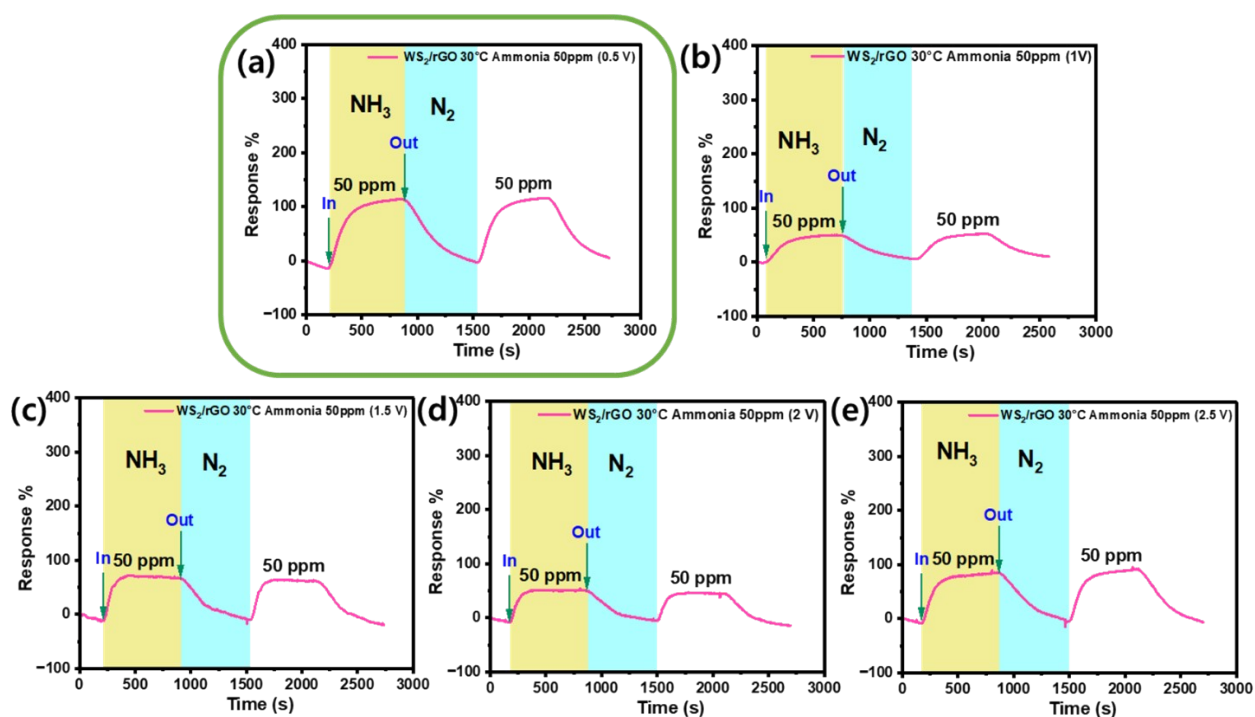 (a)
WS₂/rGO 30°C Ammonia 50ppm (0.5 V)
NH₃
N₂
In
Out
50 ppm
50 ppm
Response %
400
300
200
100
0
−100
0 500 1000 1500 2000 2500 3000
Time (s)
(b)
WS₂/rGO 30°C Ammonia 50ppm (1V)
NH₃
N₂
In
Out
50 ppm
50 ppm
Response %
400
300
200
100
0
-100
0 500 1000 1500 2000 2500 3000
Time (s)
(c)
WS₂/rGO 30°C Ammonia 50ppm (1.5 V)
NH₃
N₂
In
Out
50 ppm
50 ppm
Response %
400
300
200
100
0
−100
0 500 1000 1500 2000 2500 3000
Time (s)
(d)
WS₂/rGO 30°C Ammonia 50ppm (2 V)
NH₃
N₂
In
Out
50 ppm
50 ppm
Response %
400
300
200
100
0
−100
0 500 1000 1500 2000 2500 3000
Time (s)
(e)
WS₂/rGO 30°C Ammonia 50ppm (2.5 V)
NH₃
N₂
In
Out
50 ppm
50 ppm
Response %
400
300
200
100
0
−100
0 500 1000 1500 2000 2500 3000
Time (s)